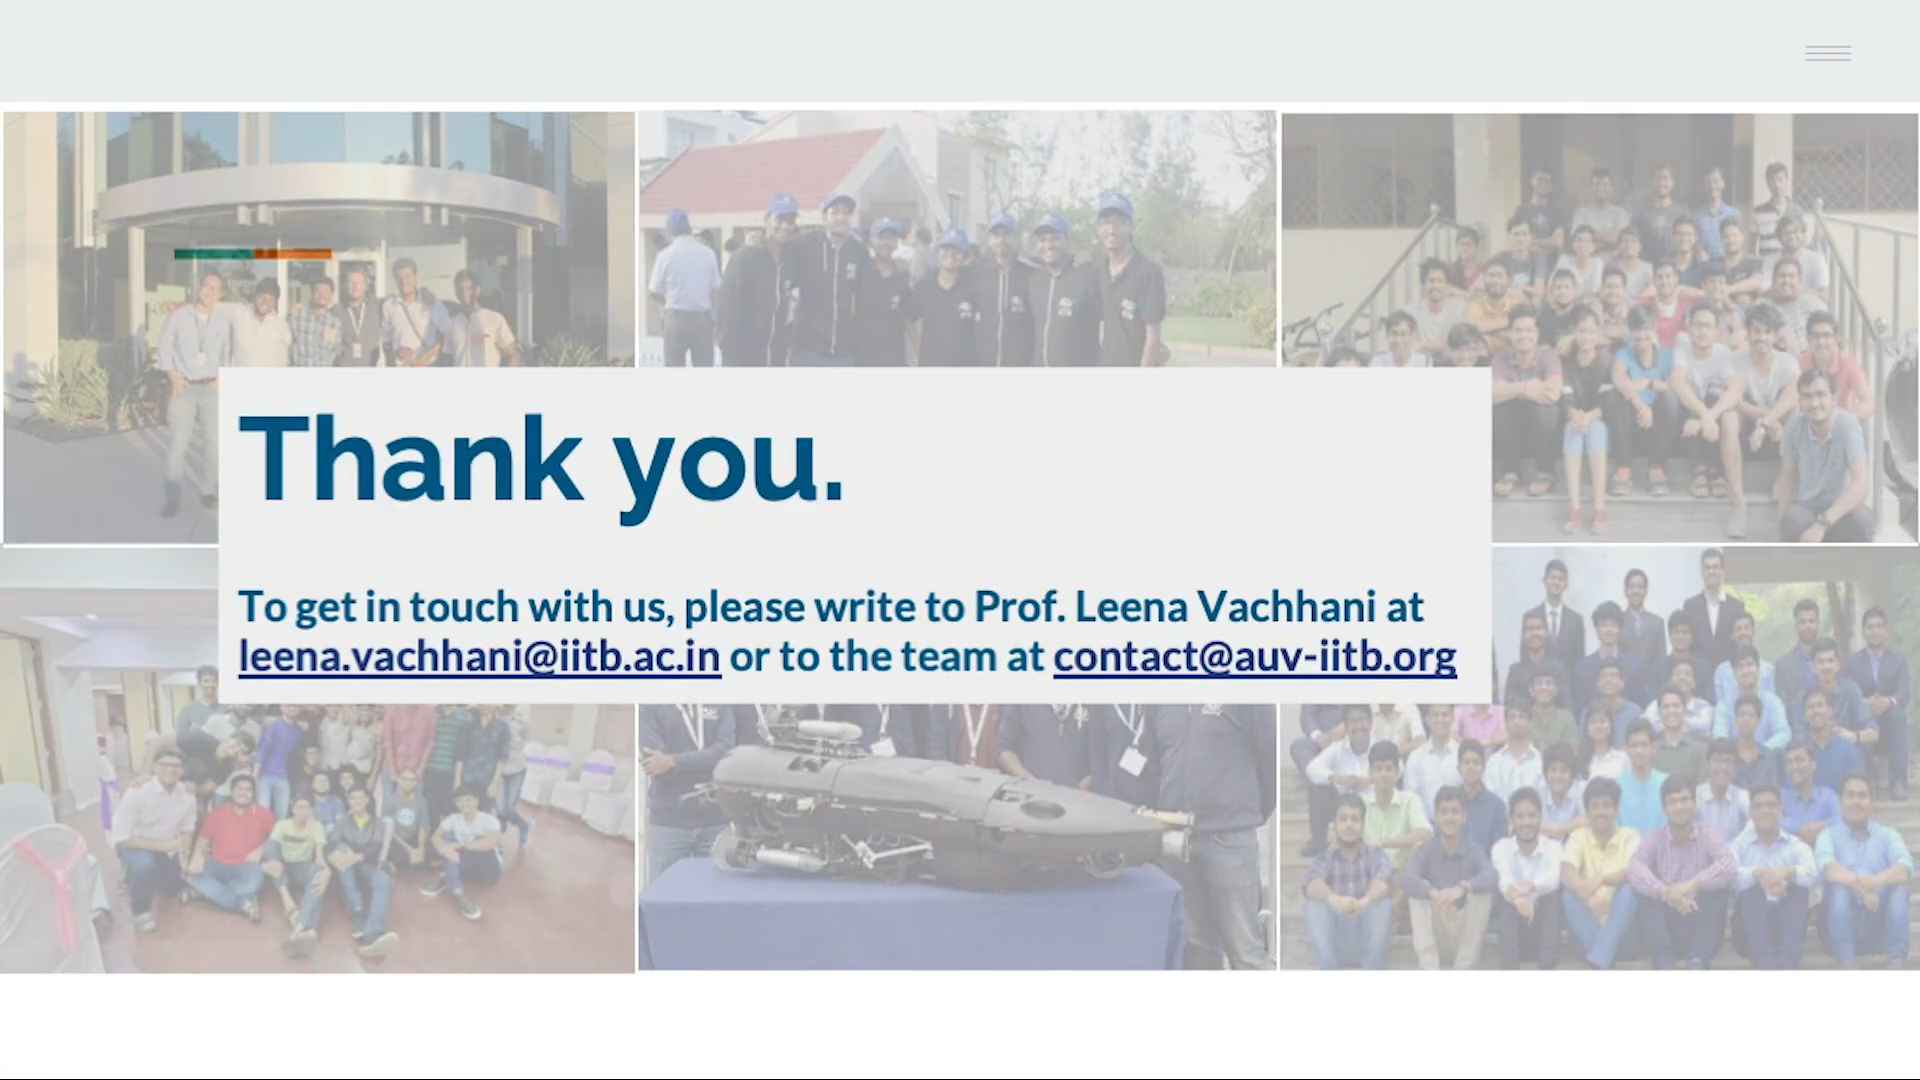 Thank you.
To get in touch with us, please write to Prof. Leena Vachhani at
leena.vachhani@iitb.ac.in or to the team at contact@auv-iitb.org